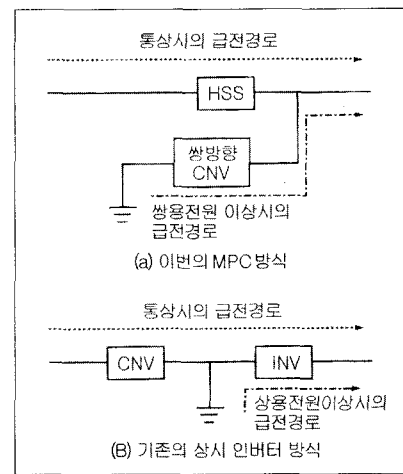 통상시의 급전경로
HSS
쌍방향
CNV
쌍용전원 이상시의
급전경로
(a) 이번의 MPC 방식
통상시의 급전경로
CNV
INV
상용전원이상시의
급전경로
(B) 기존의 상시 인버터 방식